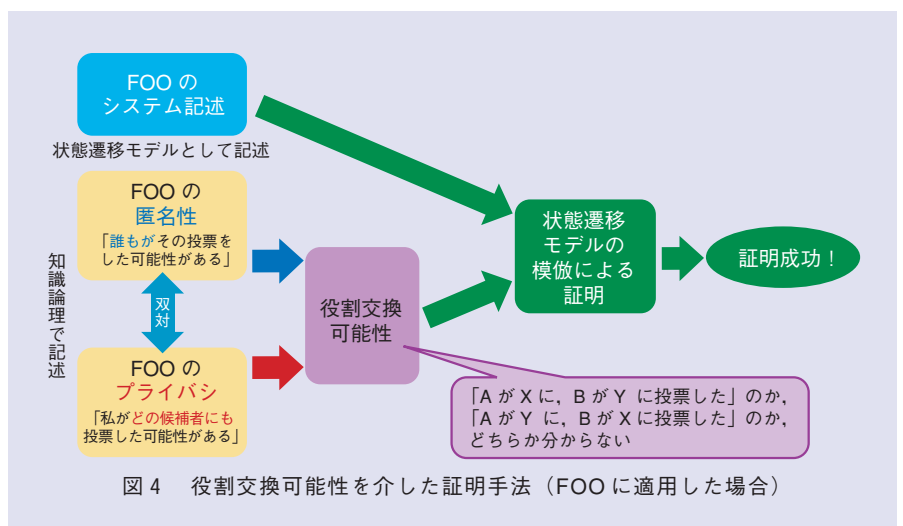 FOO の
システム記述
状態遷移モデルとして記述
FOO の
匿名性
「誰もがその投票を
した可能性がある」
知識論理で記述
双対
FOO の
プライバシ
「私がどの候補者にも
投票した可能性がある」
役割交換
可能性
状態遷移
モデルの
模倣による
証明
証明成功！
「A が X に，B が Y に投票した」のか，
「A が Y に，B が X に投票した」のか，
どちらか分からない
図 4　役割交換可能性を介した証明手法（FOO に適用した場合）